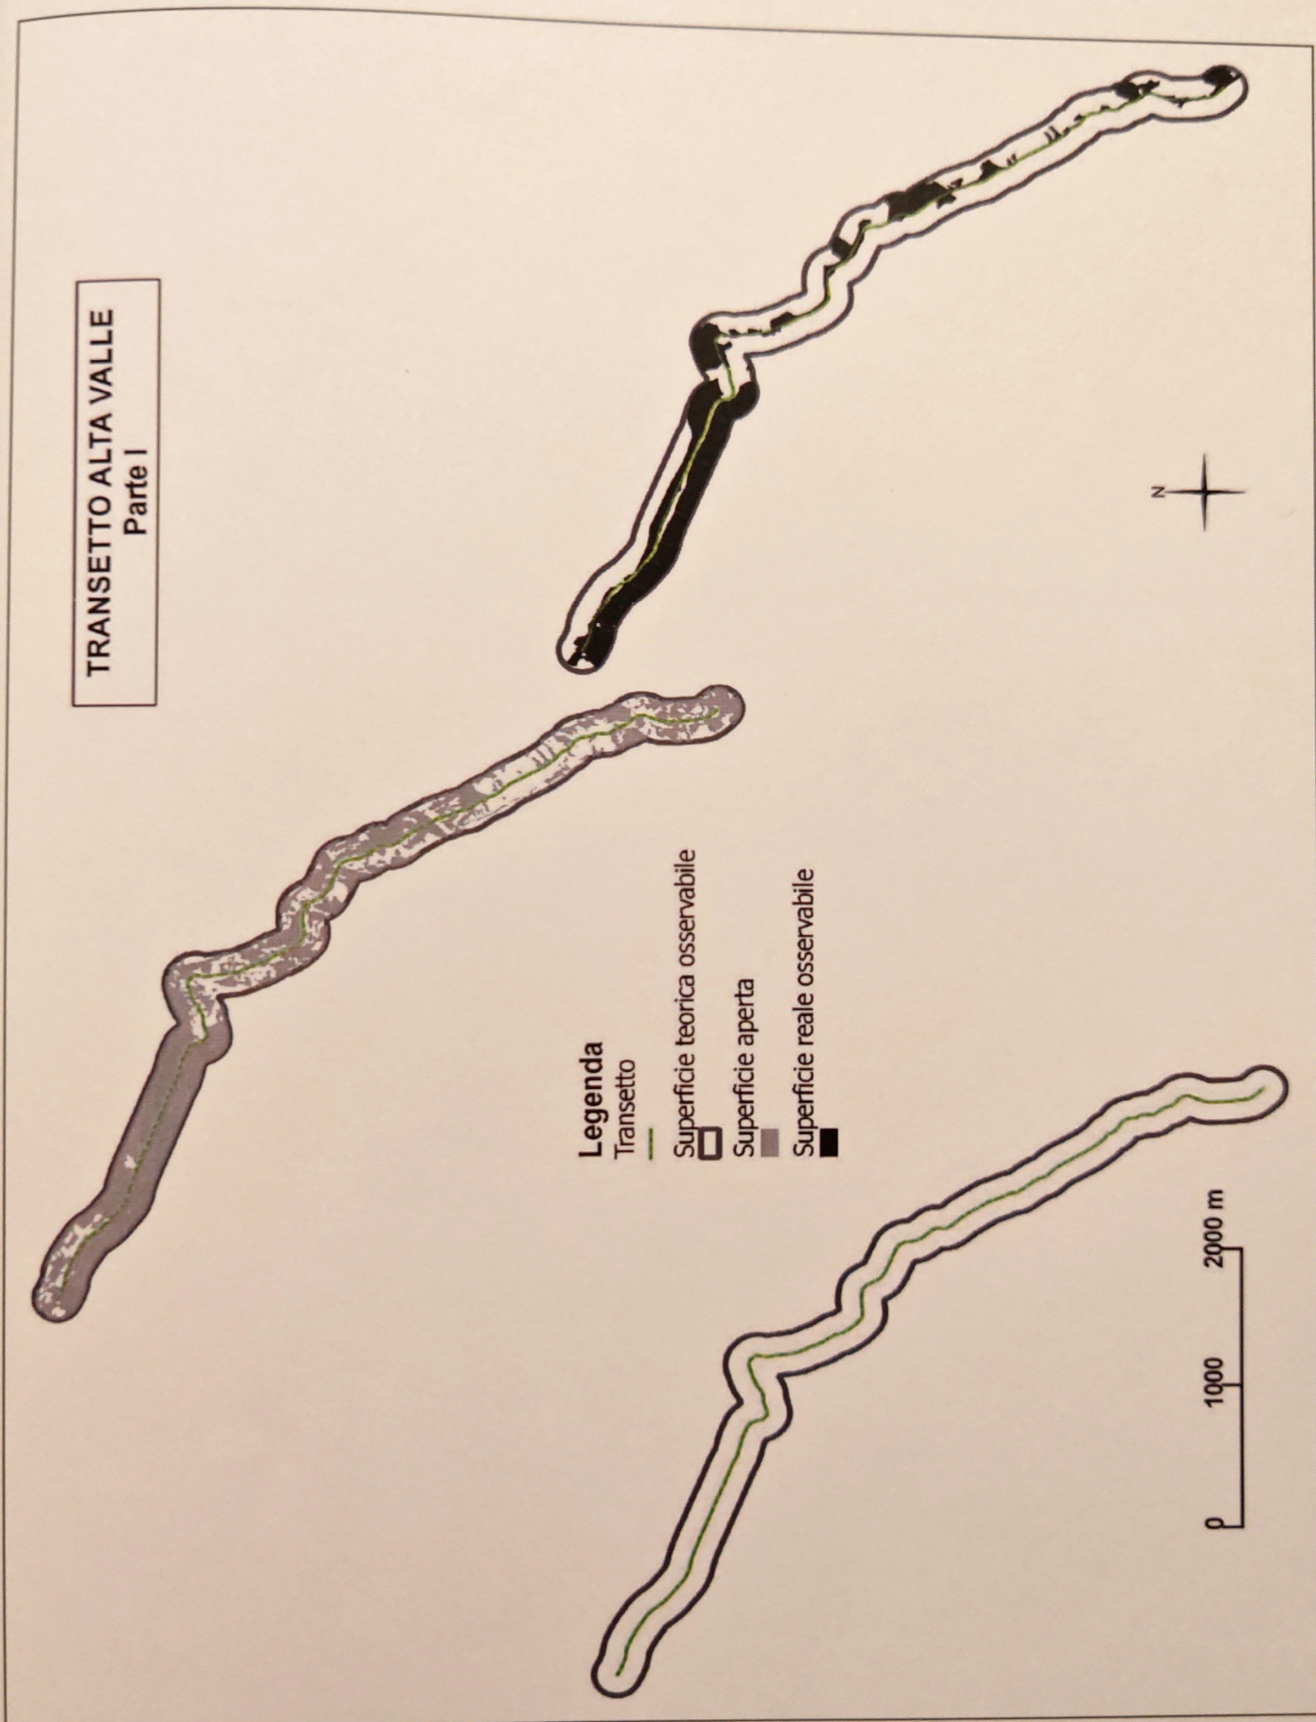 TRANSETTO ALTA VALLE
Parte I
Legenda
Transetto
Superficie teorica osservabile
Superficie aperta
Superficie reale osservabile
N
0 1000 2000 m